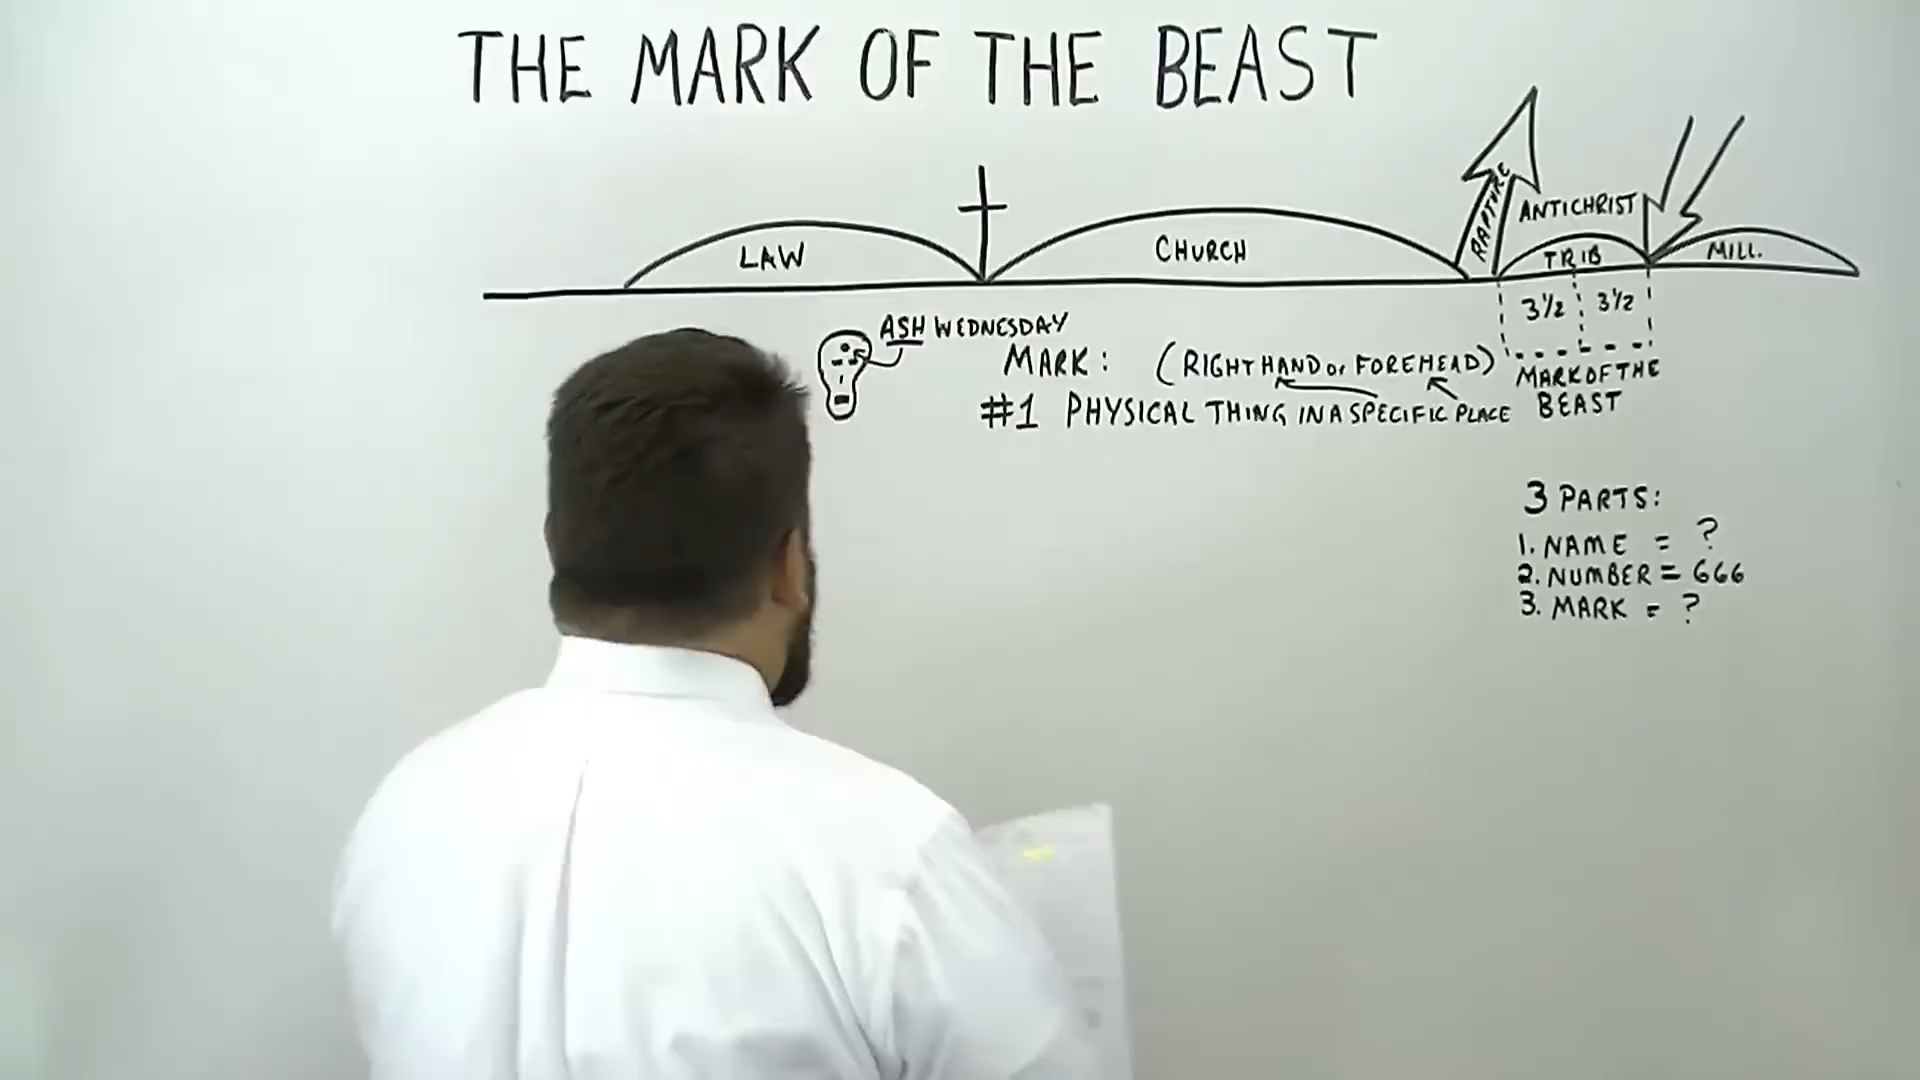 THE MARK OF THE BEAST
RAPTURE
ANTICHRIST
LAW
CHURCH
TRIB
MILL.
3½ 3½
ASH WEDNESDAY
MARK: (RIGHT HAND or FOREHEAD)
#1 PHYSICAL THING IN A SPECIFIC PLACE
MARK OF THE
BEAST
3 PARTS:
1. NAME = ?
2. NUMBER = 666
3. MARK = ?